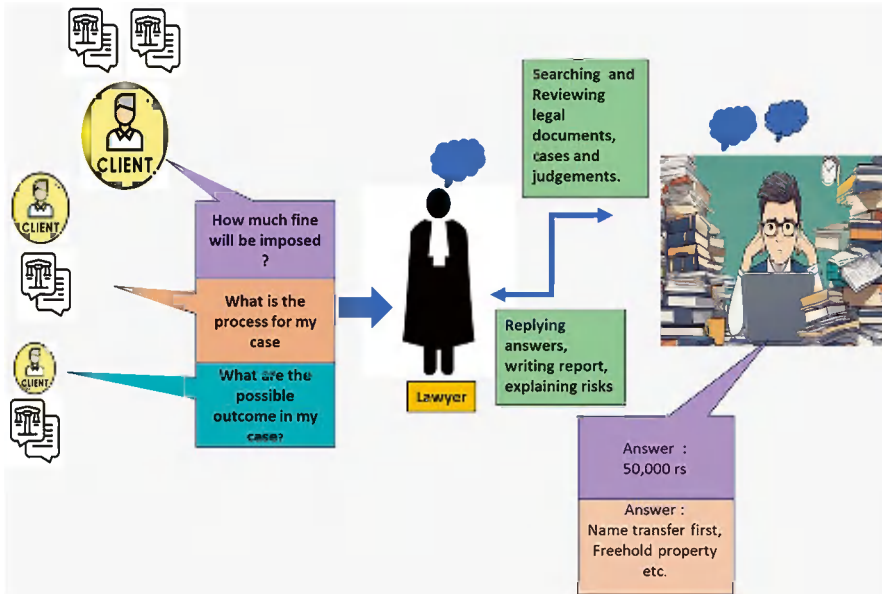 CLIENT
CLIENT
CLIENT
How much fine
will be imposed
?
What is the
process for my
case
What are the
possible
outcome in my
case?
Lawyer
Searching and
Reviewing
legal
documents,
cases and
judgements.
Replying
answers,
writing report,
explaining risks
Answer :
50,000 rs
Answer :
Name transfer first,
Freehold property
etc.